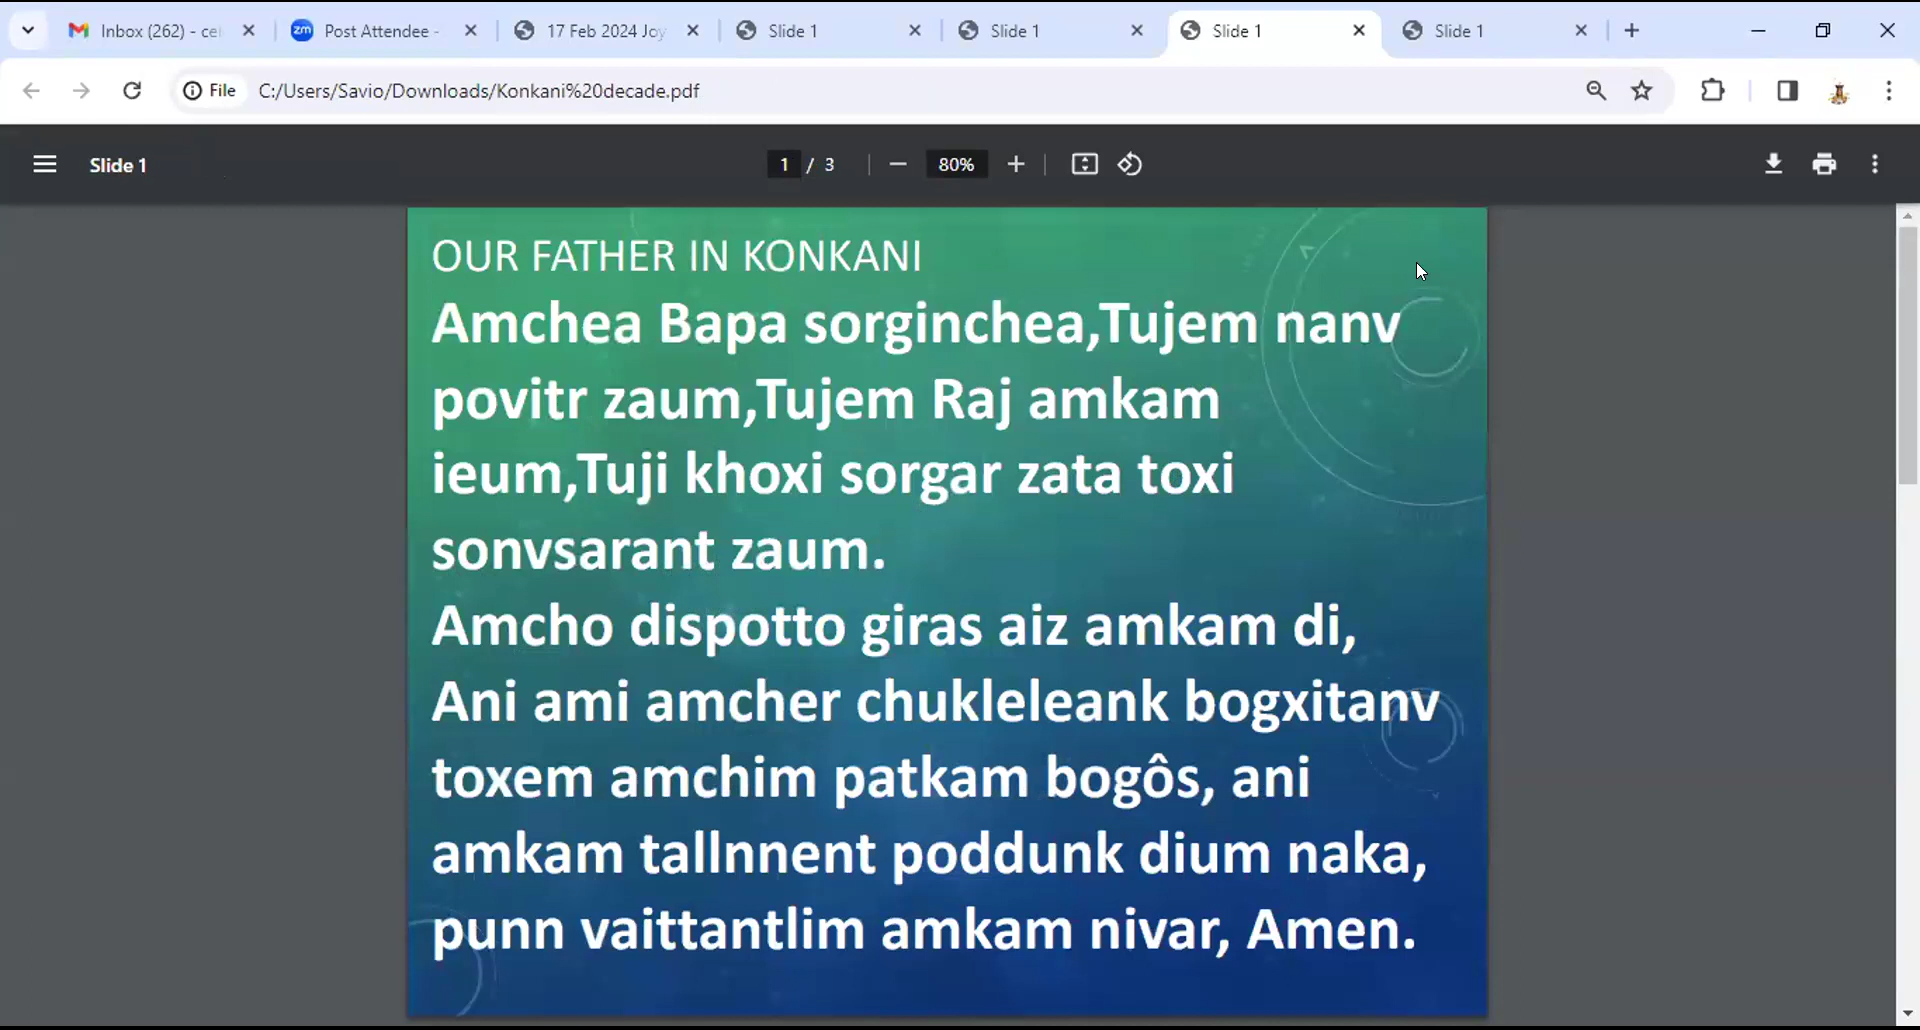 Inbox (262) - cel
Post Attendee -
17 Feb 2024 Joy
Slide 1
Slide 1
Slide 1
Slide 1
File
C:/Users/Savio/Downloads/Konkani%20decade.pdf
Slide 1
1 / 3
80%
OUR FATHER IN KONKANI
Amchea Bapa sorginchea,Tujem nanv
povitr zaum,Tujem Raj amkam
ieum,Tuji khoxi sorgar zata toxi
sonvsarant zaum.
Amcho dispotto giras aiz amkam di,
Ani ami amcher chukleleank bogxitanv
toxem amchim patkam bogôs, ani
amkam tallnnent poddunk dium naka,
punn vaittantlim amkam nivar, Amen.